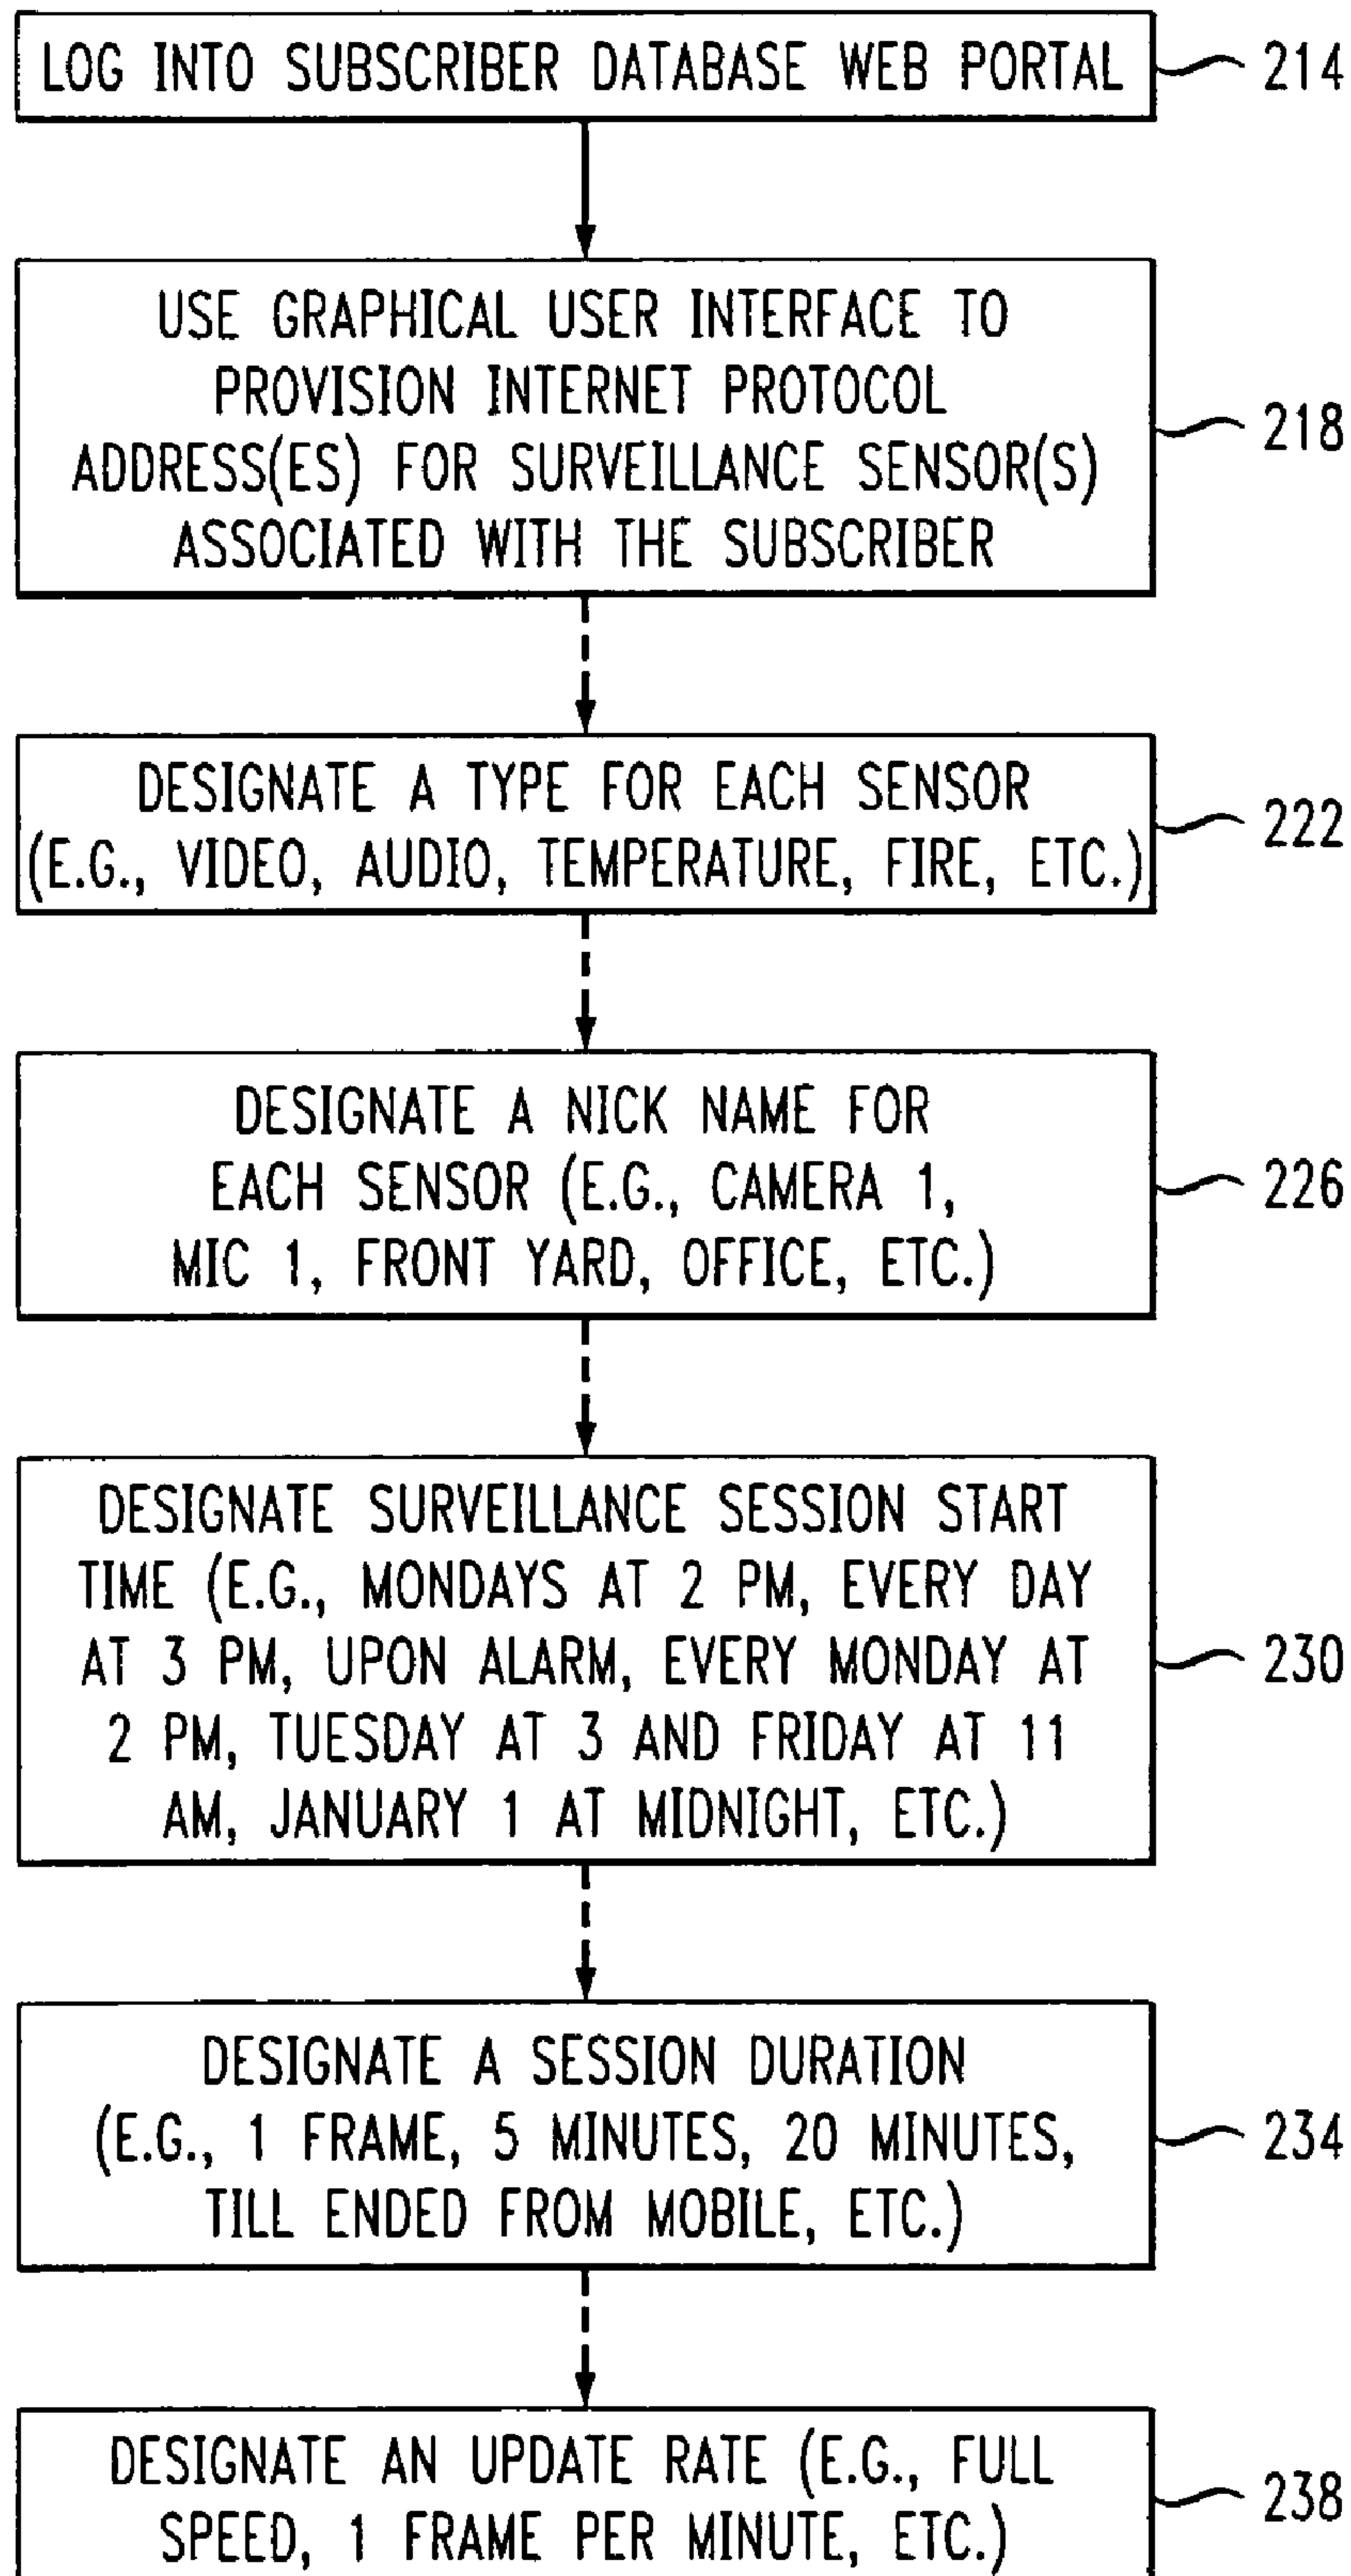 LOG INTO SUBSCRIBER DATABASE WEB PORTAL 214
USE GRAPHICAL USER INTERFACE TO
PROVISION INTERNET PROTOCOL
ADDRESS(ES) FOR SURVEILLANCE SENSOR(S)
ASSOCIATED WITH THE SUBSCRIBER
218
DESIGNATE A TYPE FOR EACH SENSOR
(E.G., VIDEO, AUDIO, TEMPERATURE, FIRE, ETC.)
222
DESIGNATE A NICK NAME FOR
EACH SENSOR (E.G., CAMERA 1,
MIC 1, FRONT YARD, OFFICE, ETC.)
226
DESIGNATE SURVEILLANCE SESSION START
TIME (E.G., MONDAYS AT 2 PM, EVERY DAY
AT 3 PM, UPON ALARM, EVERY MONDAY AT
2 PM, TUESDAY AT 3 AND FRIDAY AT 11
AM, JANUARY 1 AT MIDNIGHT, ETC.)
230
DESIGNATE A SESSION DURATION
(E.G., 1 FRAME, 5 MINUTES, 20 MINUTES,
TILL ENDED FROM MOBILE, ETC.)
234
DESIGNATE AN UPDATE RATE (E.G., FULL
SPEED, 1 FRAME PER MINUTE, ETC.)
238